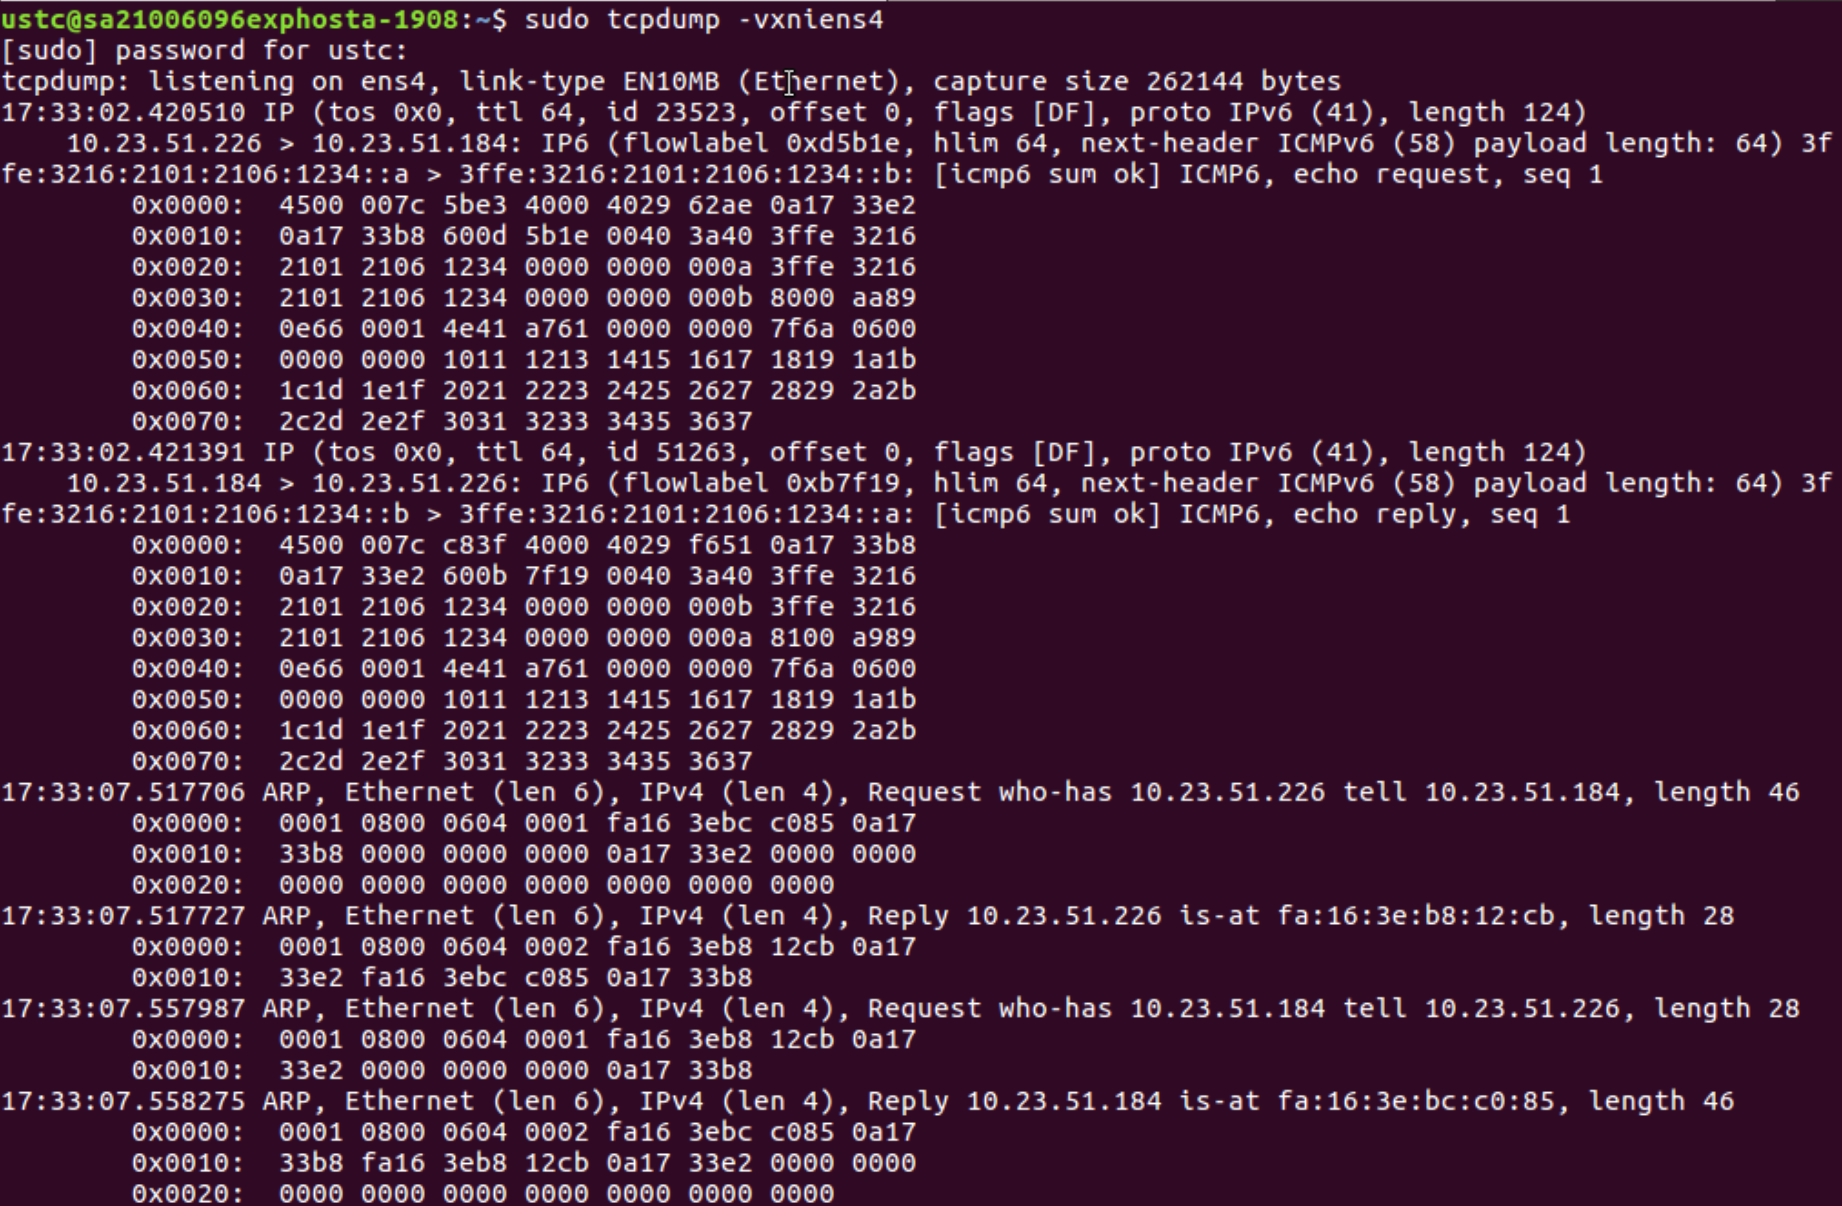 ustc@sa21006096exphosta-1908:~$ sudo tcpdump -vxniens4
[sudo] password for ustc:
tcpdump: listening on ens4, link-type EN10MB (Ethernet), capture size 262144 bytes
17:33:02.420510 IP (tos 0x0, ttl 64, id 23523, offset 0, flags [DF], proto IPv6 (41), length 124)
    10.23.51.226 > 10.23.51.184: IP6 (flowlabel 0xd5b1e, hlim 64, next-header ICMPv6 (58) payload length: 64) 3f
fe:3216:2101:2106:1234::a > 3ffe:3216:2101:2106:1234::b: [icmp6 sum ok] ICMP6, echo request, seq 1
        0x0000:  4500 007c 5be3 4000 4029 62ae 0a17 33e2
        0x0010:  0a17 33b8 600d 5b1e 0040 3a40 3ffe 3216
        0x0020:  2101 2106 1234 0000 0000 000a 3ffe 3216
        0x0030:  2101 2106 1234 0000 0000 000b 8000 aa89
        0x0040:  0e66 0001 4e41 a761 0000 0000 7f6a 0600
        0x0050:  0000 0000 1011 1213 1415 1617 1819 1a1b
        0x0060:  1c1d 1e1f 2021 2223 2425 2627 2829 2a2b
        0x0070:  2c2d 2e2f 3031 3233 3435 3637
17:33:02.421391 IP (tos 0x0, ttl 64, id 51263, offset 0, flags [DF], proto IPv6 (41), length 124)
    10.23.51.184 > 10.23.51.226: IP6 (flowlabel 0xb7f19, hlim 64, next-header ICMPv6 (58) payload length: 64) 3f
fe:3216:2101:2106:1234::b > 3ffe:3216:2101:2106:1234::a: [icmp6 sum ok] ICMP6, echo reply, seq 1
        0x0000:  4500 007c c83f 4000 4029 f651 0a17 33b8
        0x0010:  0a17 33e2 600b 7f19 0040 3a40 3ffe 3216
        0x0020:  2101 2106 1234 0000 0000 000b 3ffe 3216
        0x0030:  2101 2106 1234 0000 0000 000a 8100 a989
        0x0040:  0e66 0001 4e41 a761 0000 0000 7f6a 0600
        0x0050:  0000 0000 1011 1213 1415 1617 1819 1a1b
        0x0060:  1c1d 1e1f 2021 2223 2425 2627 2829 2a2b
        0x0070:  2c2d 2e2f 3031 3233 3435 3637
17:33:07.517706 ARP, Ethernet (len 6), IPv4 (len 4), Request who-has 10.23.51.226 tell 10.23.51.184, length 46
        0x0000:  0001 0800 0604 0001 fa16 3ebc c085 0a17
        0x0010:  33b8 0000 0000 0000 0a17 33e2 0000 0000
        0x0020:  0000 0000 0000 0000 0000 0000 0000
17:33:07.517727 ARP, Ethernet (len 6), IPv4 (len 4), Reply 10.23.51.226 is-at fa:16:3e:b8:12:cb, length 28
        0x0000:  0001 0800 0604 0002 fa16 3eb8 12cb 0a17
        0x0010:  33e2 fa16 3ebc c085 0a17 33b8
17:33:07.557987 ARP, Ethernet (len 6), IPv4 (len 4), Request who-has 10.23.51.184 tell 10.23.51.226, length 28
        0x0000:  0001 0800 0604 0001 fa16 3eb8 12cb 0a17
        0x0010:  33e2 0000 0000 0000 0a17 33b8
17:33:07.558275 ARP, Ethernet (len 6), IPv4 (len 4), Reply 10.23.51.184 is-at fa:16:3e:bc:c0:85, length 46
        0x0000:  0001 0800 0604 0002 fa16 3ebc c085 0a17
        0x0010:  33b8 fa16 3eb8 12cb 0a17 33e2 0000 0000
        0x0020:  0000 0000 0000 0000 0000 0000 0000